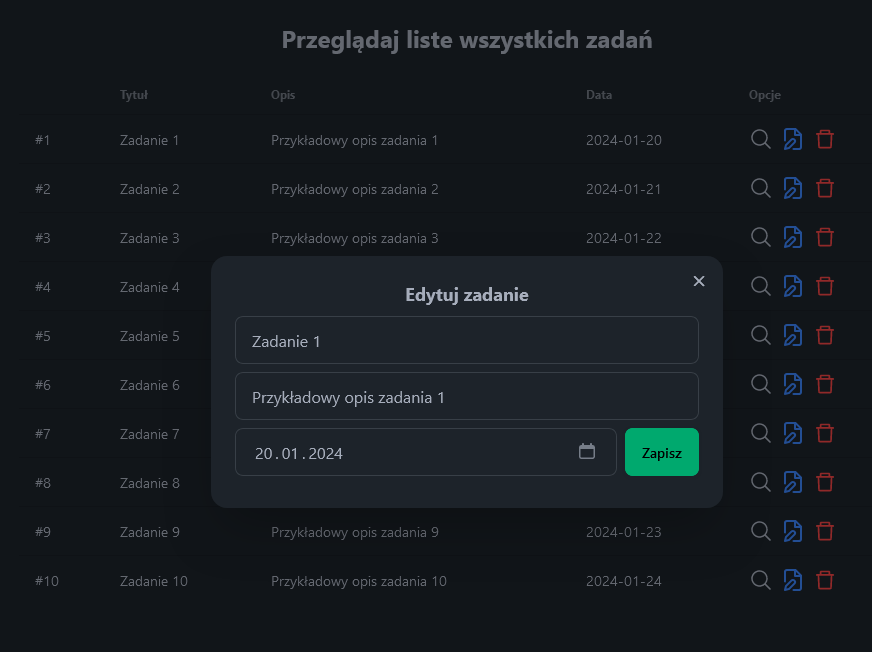 Przeglądaj liste wszystkich zadań
Tytuł Opis Data Opcje
#1 Zadanie 1 Przykładowy opis zadania 1 2024-01-20
#2 Zadanie 2 Przykładowy opis zadania 2 2024-01-21
#3 Zadanie 3 Przykładowy opis zadania 3 2024-01-22
#4 Zadanie 4
#5 Zadanie 5
#6 Zadanie 6
#7 Zadanie 7
#8 Zadanie 8
#9 Zadanie 9 Przykładowy opis zadania 9 2024-01-23
#10 Zadanie 10 Przykładowy opis zadania 10 2024-01-24
Edytuj zadanie
Zadanie 1
Przykładowy opis zadania 1
20.01.2024
Zapisz